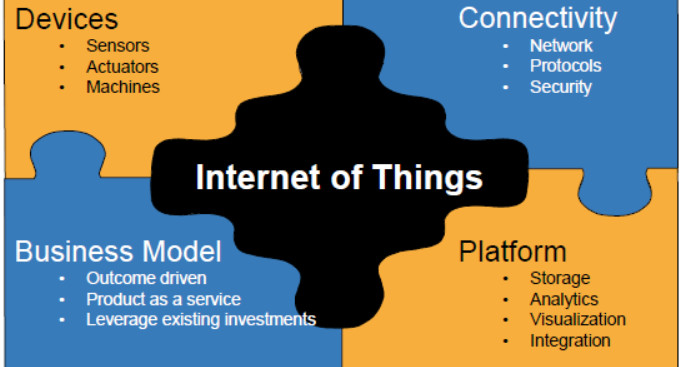 Devices
• Sensors
• Actuators
• Machines
Connectivity
• Network
• Protocols
• Security
Internet of Things
Business Model
• Outcome driven
• Product as a service
• Leverage existing investments
Platform
• Storage
• Analytics
• Visualization
• Integration